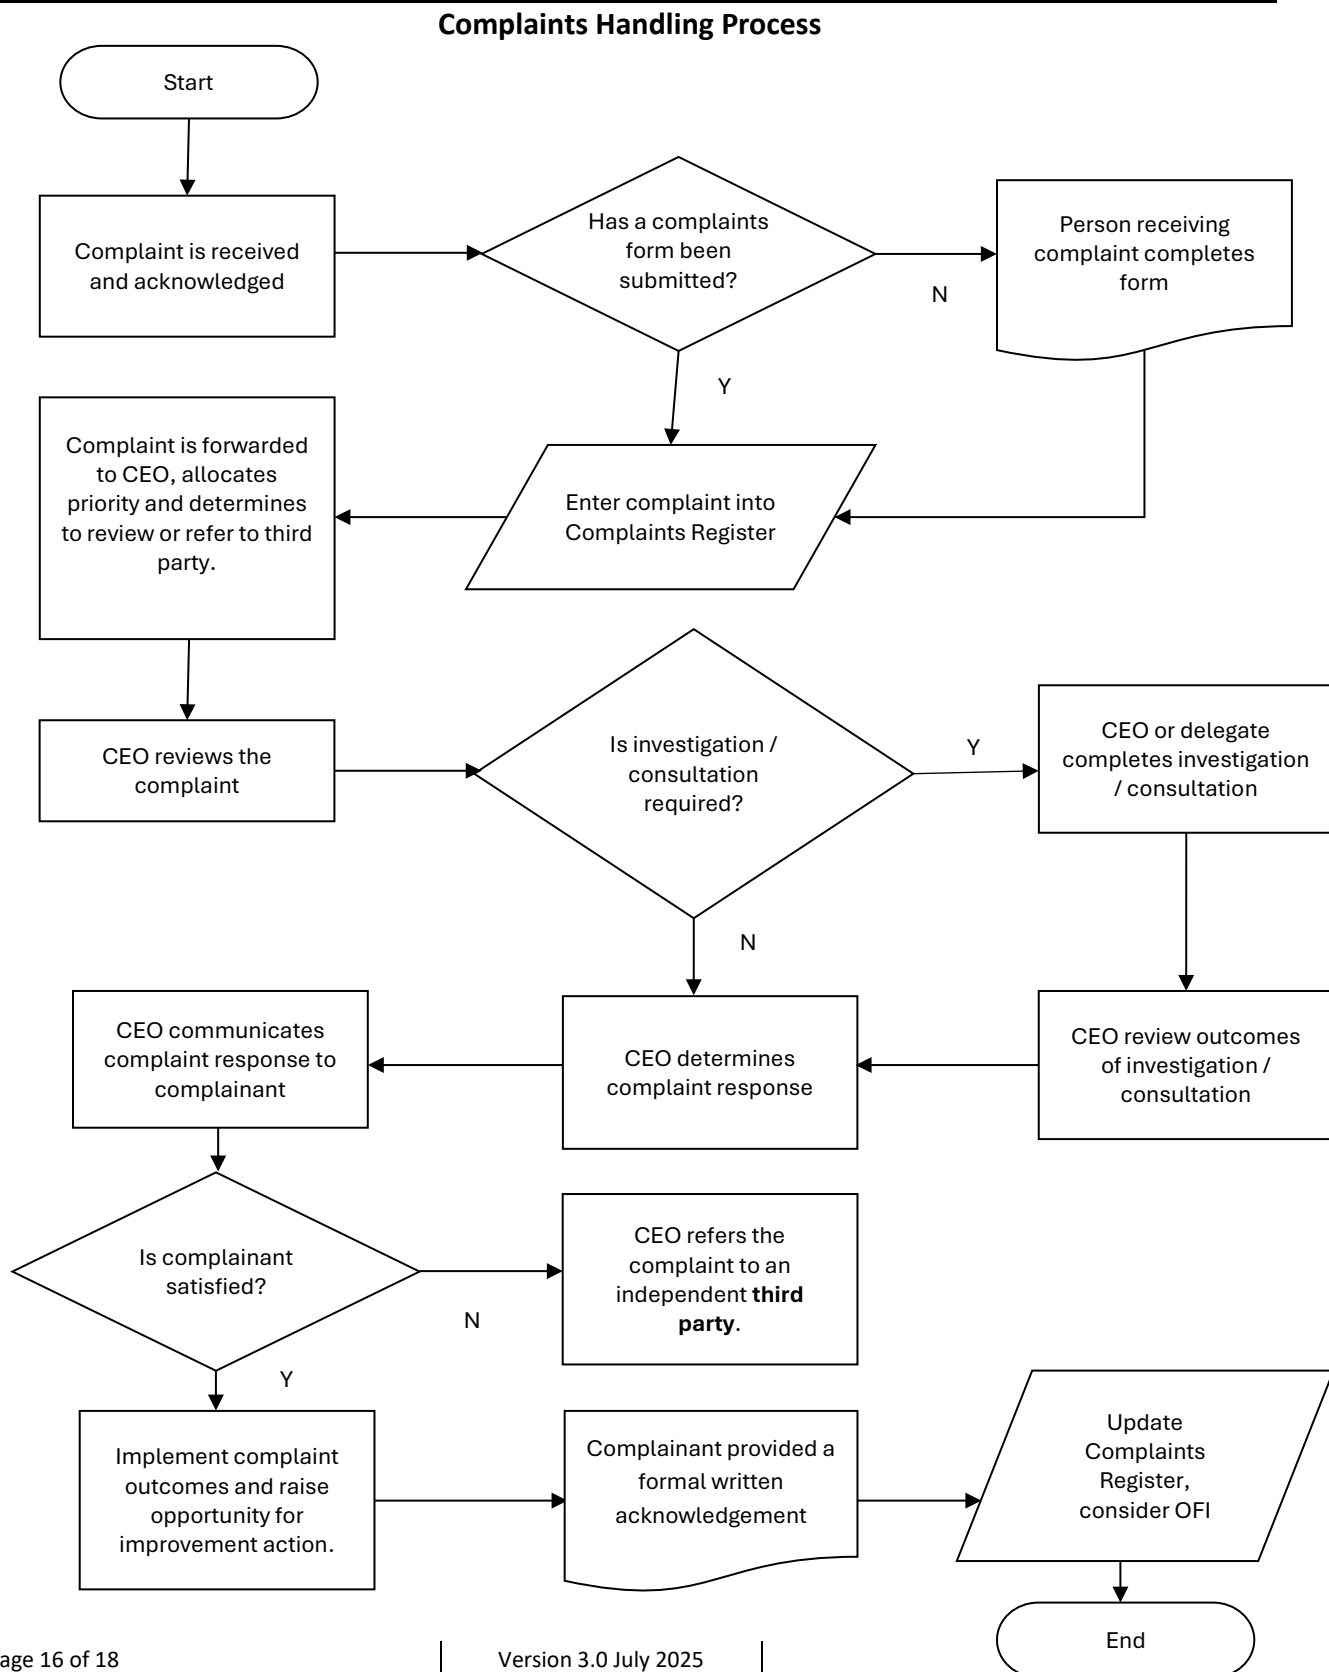 Complaints Handling Process
Start
Complaint is received
and acknowledged
Has a complaints
form been
submitted?
N
Person receiving
complaint completes
form
Y
Complaint is forwarded
to CEO, allocates
priority and determines
to review or refer to third
party.
Enter complaint into
Complaints Register
CEO reviews the
complaint
Is investigation /
consultation
required?
Y
CEO or delegate
completes investigation
/ consultation
N
CEO communicates
complaint response to
complainant
CEO determines
complaint response
CEO review outcomes
of investigation /
consultation
Is complainant
satisfied?
N
CEO refers the
complaint to an
independent third
party.
Y
Implement complaint
outcomes and raise
opportunity for
improvement action.
Complainant provided a
formal written
acknowledgement
Update
Complaints
Register,
consider OFI
End
age 16 of 18
Version 3.0 July 2025